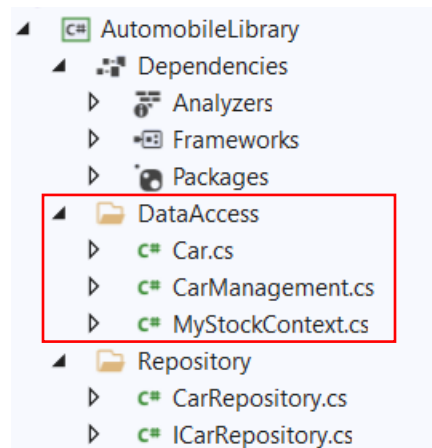 C# AutomobileLibrary
Dependencies
Analyzers
Frameworks
Packages
DataAccess
C# Car.cs
C# CarManagement.cs
C# MyStockContext.cs
Repository
C# CarRepository.cs
C# ICarRepository.cs